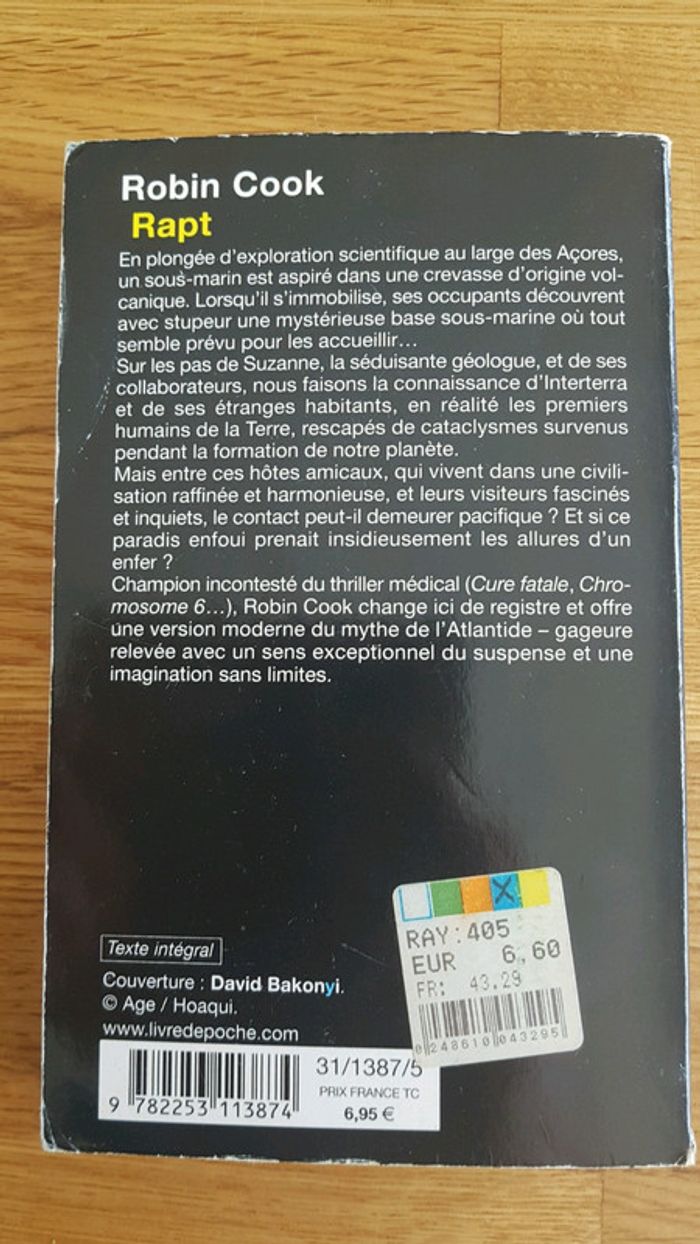 Robin Cook
Rapt
En plongée d'exploration scientifique au large des Açores,
un sous-marin est aspiré dans une crevasse d'origine vol-
canique. Lorsqu'il s'immobilise, ses occupants découvrent
avec stupeur une mystérieuse base sous-marine où tout
semble prévu pour les accueillir...
Sur les pas de Suzanne, la séduisante géologue, et de ses
collaborateurs, nous faisons la connaissance d'Interterra
et de ses étranges habitants, en réalité les premiers
humains de la Terre, rescapés de cataclysmes survenus
pendant la formation de notre planète.
Mais entre ces hôtes amicaux, qui vivent dans une civili-
sation raffinée et harmonieuse, et leurs visiteurs fascinés
et inquiets, le contact peut-il demeurer pacifique ? Et si ce
paradis enfoui prenait insidieusement les allures d'un
enfer ?
Champion incontesté du thriller médical (Cure fatale, Chro-
mosome 6...), Robin Cook change ici de registre et offre
une version moderne du mythe de l'Atlantide – gageure
relevée avec un sens exceptionnel du suspense et une
imagination sans limites.
RAY:405
EUR 6,60
FR: 43.29
0248610043295
Texte intégral
Couverture : David Bakonyi.
© Age / Hoaqui.
www.livredepoche.com
31/1387/5
PRIX FRANCE TC
6,95 €
9 782253 113874